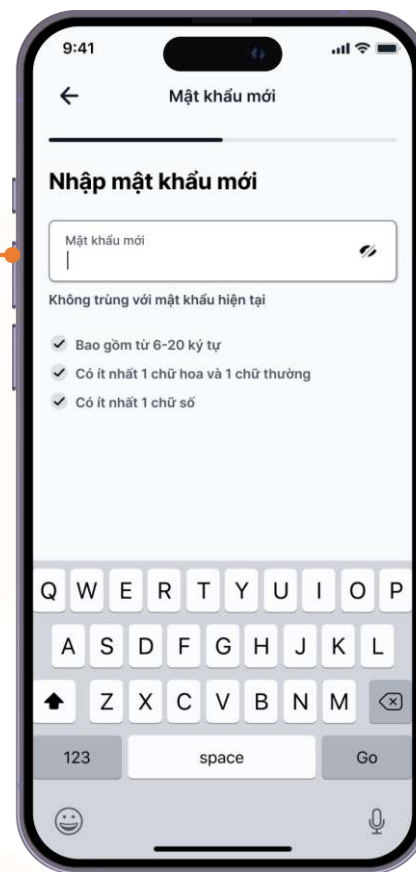 9:41
Mật khẩu mới
Nhập mật khẩu mới
Mật khẩu mới
Không trùng với mật khẩu hiện tại
Bao gồm từ 6-20 ký tự
Có ít nhất 1 chữ hoa và 1 chữ thường
Có ít nhất 1 chữ số
Q W E R T Y U I O P
A S D F G H J K L
Z X C V B N M
123 space Go